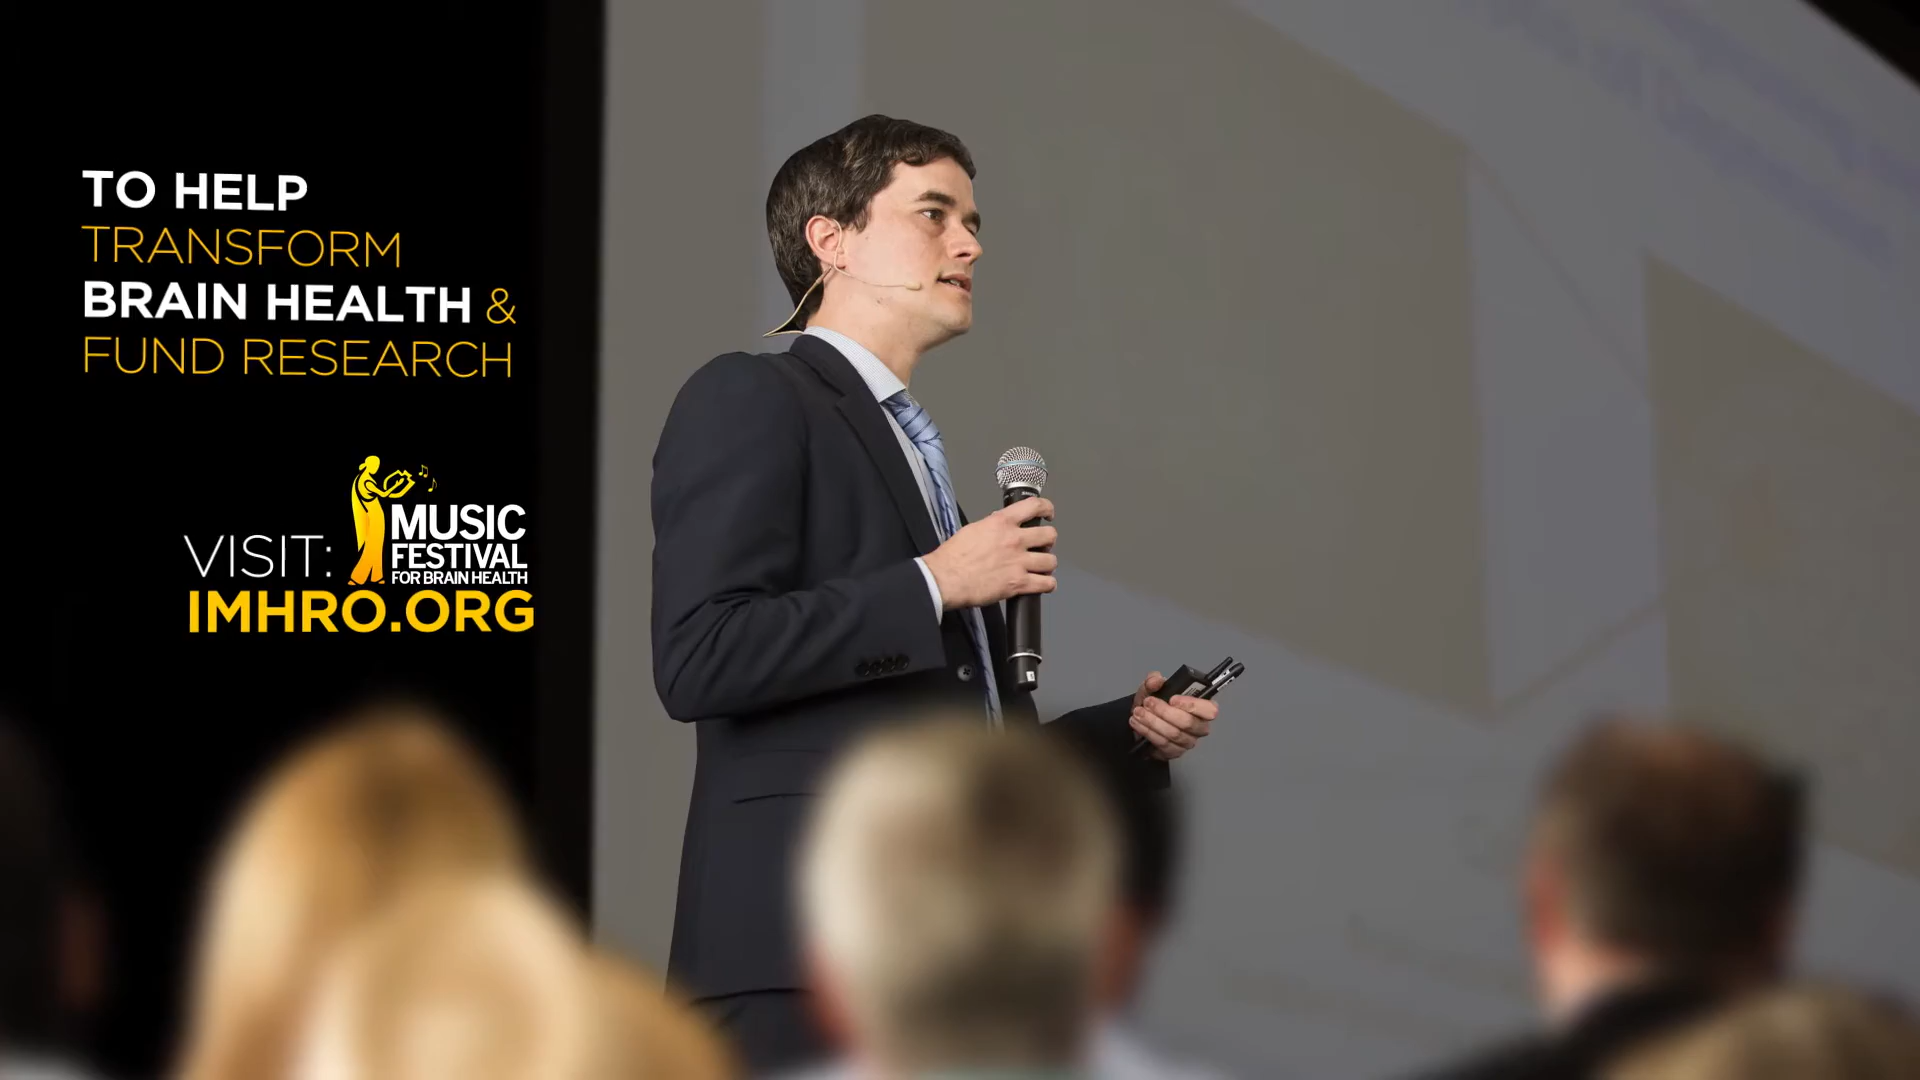 TO HELP
TRANSFORM
BRAIN HEALTH &
FUND RESEARCH
VISIT:
MUSIC
FESTIVAL
FOR BRAIN HEALTH
IMHRO.ORG